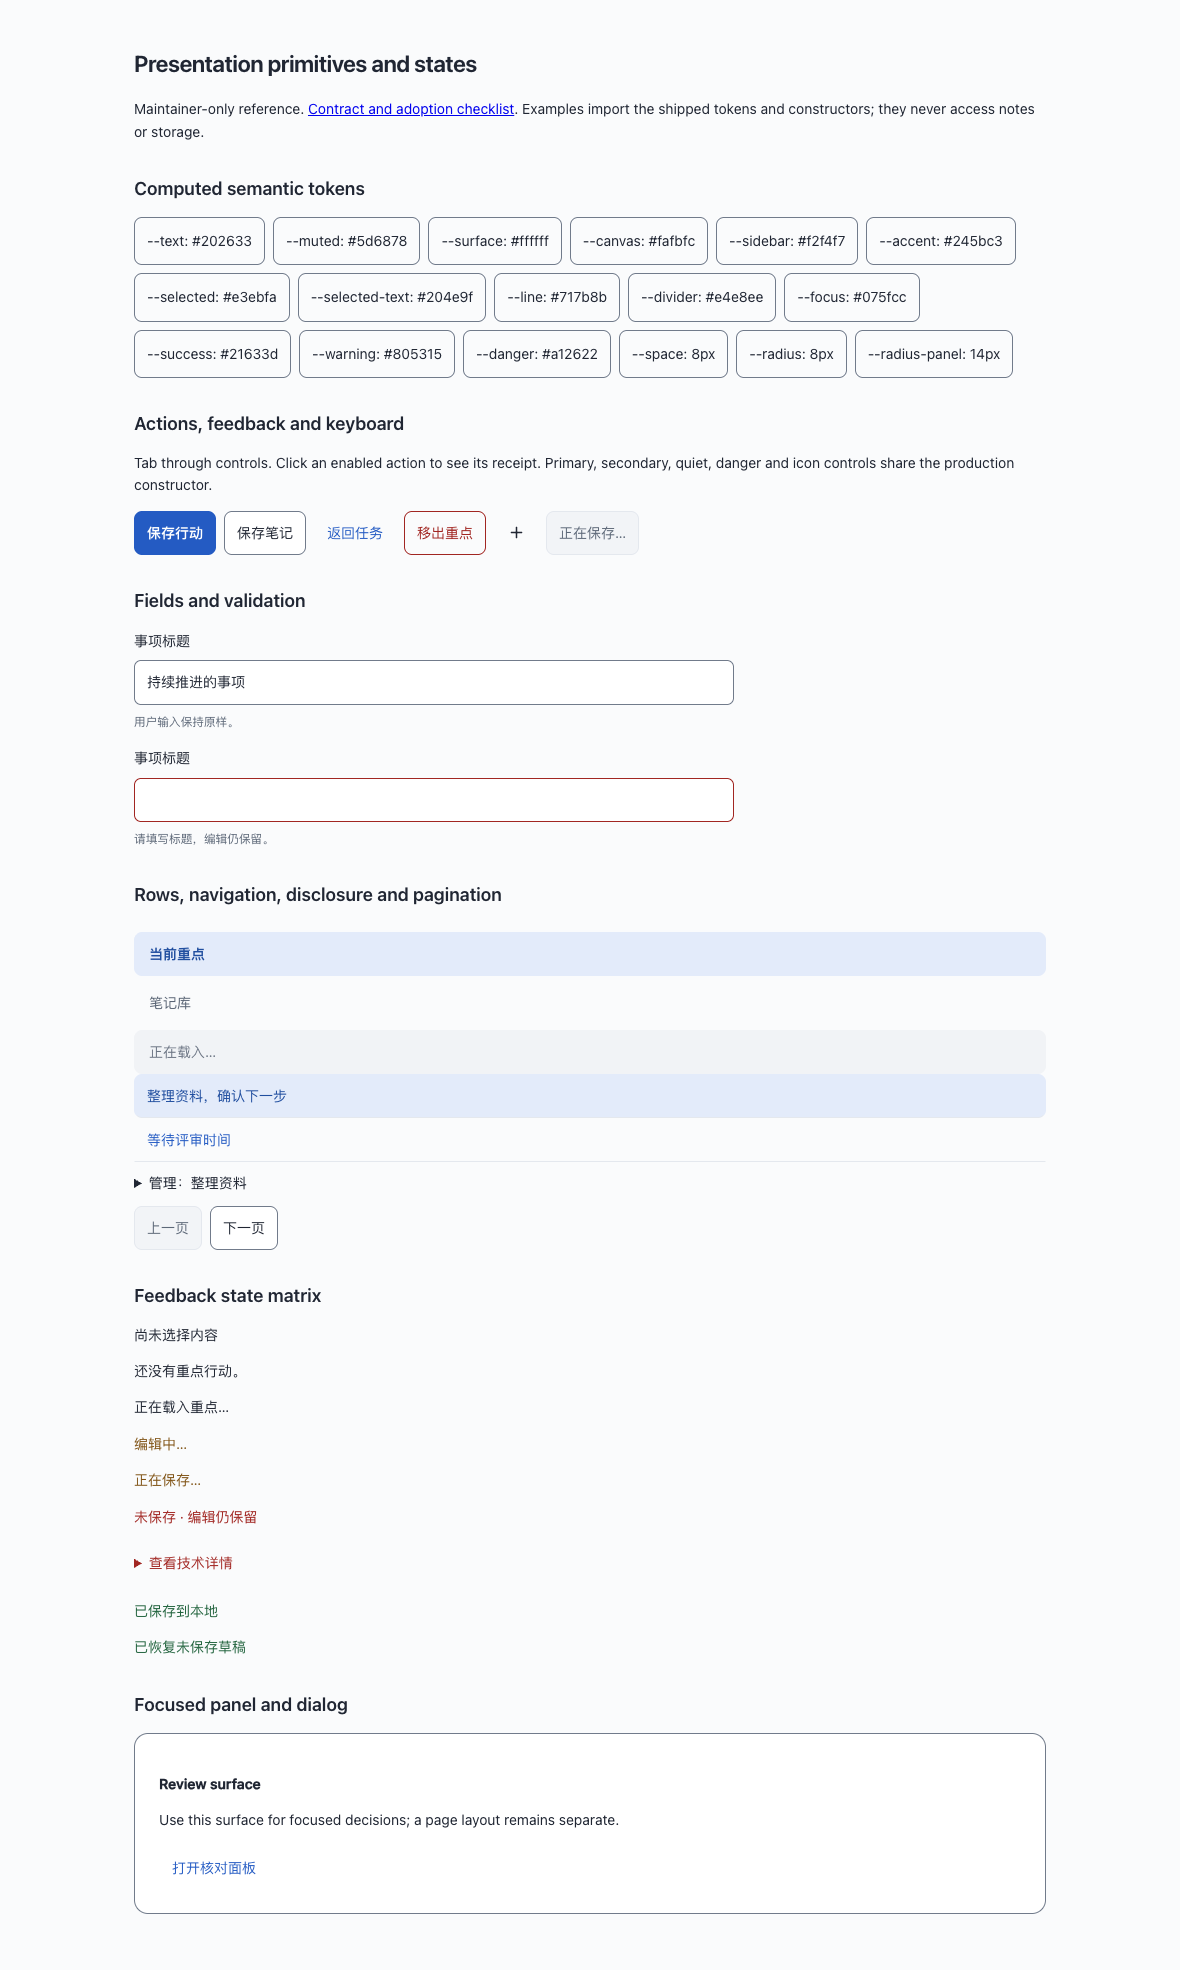 Presentation primitives and states
Maintainer-only reference. Contract and adoption checklist. Examples import the shipped tokens and constructors; they never access notes
or storage.
Computed semantic tokens
--text: #202633
--muted: #5d6878
--surface: #ffffff
--canvas: #fafbfc
--sidebar: #f2f4f7
--accent: #245bc3
--selected: #e3ebfa
--selected-text: #204e9f
--line: #717b8b
--divider: #e4e8ee
--focus: #075fcc
--success: #21633d
--warning: #805315
--danger: #a12622
--space: 8px
--radius: 8px
--radius-panel: 14px
Actions, feedback and keyboard
Tab through controls. Click an enabled action to see its receipt. Primary, secondary, quiet, danger and icon controls share the production
constructor.
保存行动
保存笔记
返回任务
移出重点
+
正在保存…
Fields and validation
事项标题
持续推进的事项
用户输入保持原样。
事项标题
请填写标题，编辑仍保留。
Rows, navigation, disclosure and pagination
当前重点
笔记库
正在载入…
整理资料，确认下一步
等待评审时间
管理：整理资料
上一页
下一页
Feedback state matrix
尚未选择内容
还没有重点行动。
正在载入重点…
编辑中…
正在保存…
未保存 · 编辑仍保留
查看技术详情
已保存到本地
已恢复未保存草稿
Focused panel and dialog
Review surface
Use this surface for focused decisions; a page layout remains separate.
打开核对面板